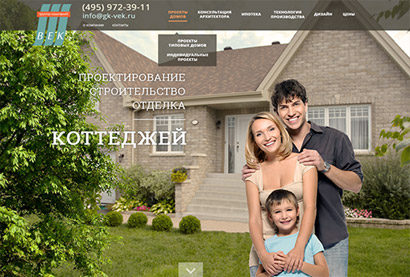 ВЕК
(495) 972-39-11
info@gk-vek.ru
О КОМПАНИИ КОНТАКТЫ
ПРОЕКТЫ ДОМОВ
КОНСУЛЬТАЦИЯ АРХИТЕКТОРА
ИПОТЕКА
ТЕХНОЛОГИЯ ПРОИЗВОДСТВА
ДИЗАЙН
ЦЕНЫ
ПРОЕКТЫ
ТИПОВЫХ ДОМОВ
ИНДИВИДУАЛЬНЫЕ
ПРОЕКТЫ
ПРОЕКТИРОВАНИЕ
СТРОИТЕЛЬСТВО
ОТДЕЛКА
КОТТЕДЖЕЙ